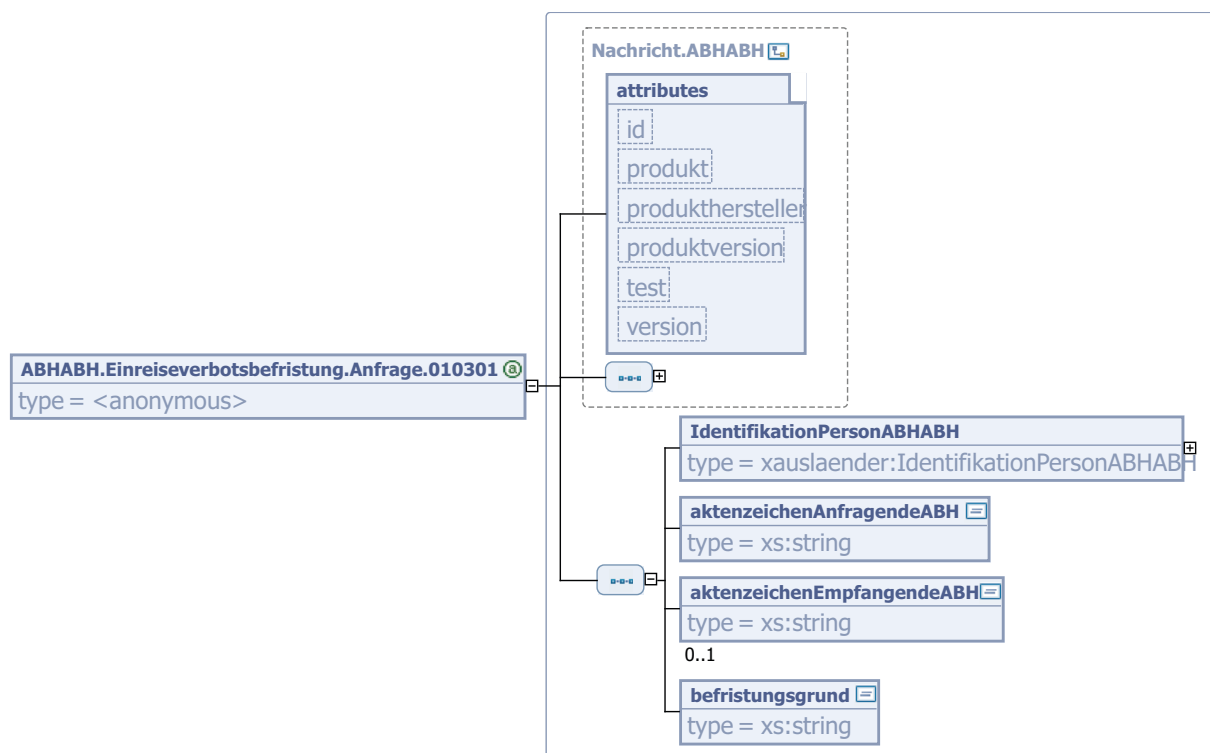 Nachricht.ABHABH
attributes
id
produkt
produkthersteller
produktversion
test
version
ABHABH.Einreiseverbotsbefristung.Anfrage.010301 a
type = <anonymous>
IdentifikationPersonABHABH
type = xauslaender:IdentifikationPersonABHABH
aktenzeichenAnfragendeABH
type = xs:string
aktenzeichenEmpfangendeABH
type = xs:string
0..1
befristungsgrund
type = xs:string